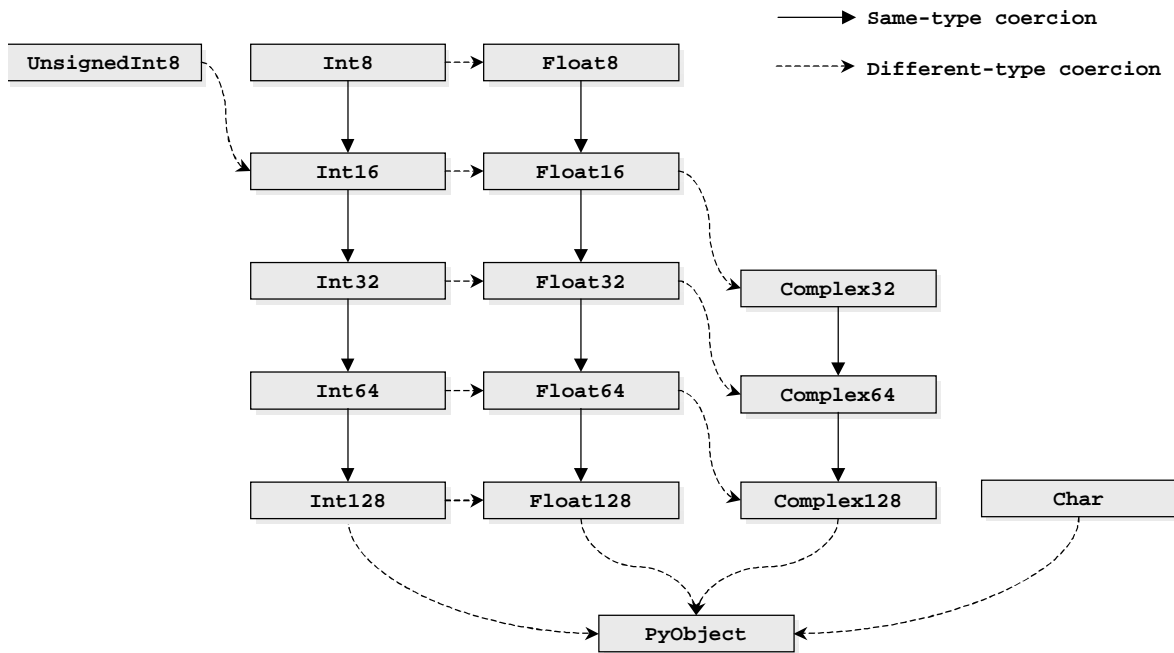 Same-type coercion
UnsignedInt8
Int8
Float8
Different-type coercion
Int16
Float16
Int32
Float32
Complex32
Int64
Float64
Complex64
Int128
Float128
Complex128
Char
PyObject